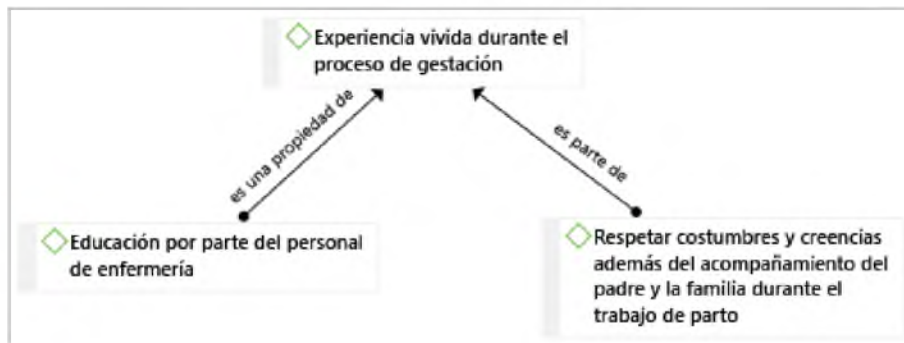 Experiencia vivida durante el
proceso de gestación
es una propiedad de
es parte de
Educación por parte del personal
de enfermería
Respetar costumbres y creencias
además del acompañamiento del
padre y la familia durante el
trabajo de parto